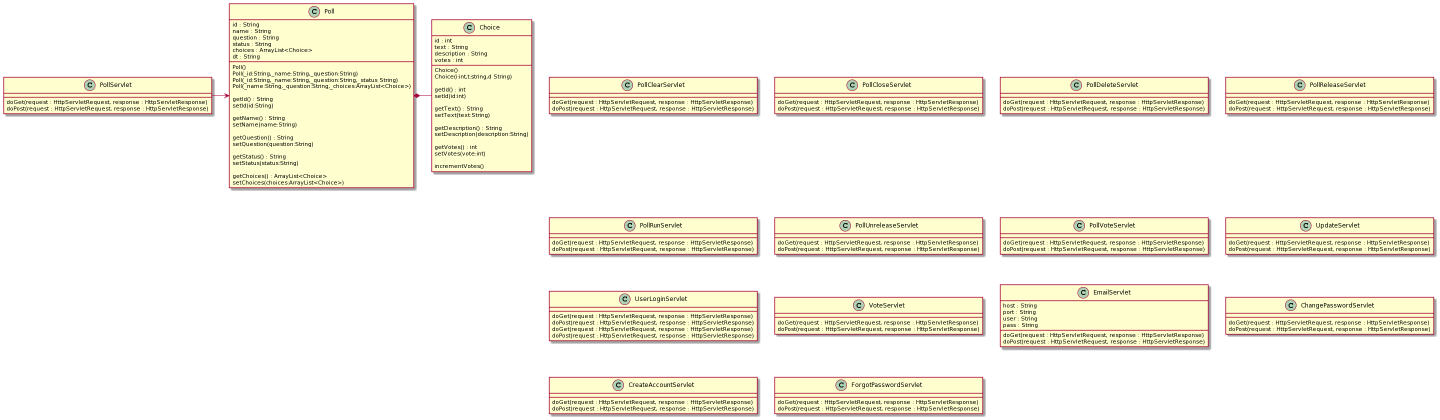 C Poll
id : String
name : String
question : String
status : String
choices : ArrayList<Choice>
dt : String
Poll()
Poll(_id:String,_name:String,_question:String)
Poll(_id:String,_name:String,_question:String,_status:String)
Poll(_name:String,_question:String,_choices:ArrayList<Choice>)
getId() : String
setId(id:String)
getName() : String
setName(name:String)
getQuestion() : String
setQuestion(question:String)
getStatus() : String
setStatus(status:String)
getChoices() : ArrayList<Choice>
setChoices(choices:ArrayList<Choice>)
C Choice
id : int
text : String
description : String
votes : int
Choice()
Choice(i:int,t:string,d:String)
getId() : int
setId(id:int)
getText() : String
setText(text:String)
getDescription() : String
setDescription(description:String)
getVotes() : int
setVotes(vote:int)
incrementVotes()
C PollServlet
doGet(request : HttpServletRequest, response : HttpServletResponse)
doPost(request : HttpServletRequest, response : HttpServletResponse)
C PollClearServlet
doGet(request : HttpServletRequest, response : HttpServletResponse)
doPost(request : HttpServletRequest, response : HttpServletResponse)
C PollCloseServlet
doGet(request : HttpServletRequest, response : HttpServletResponse)
doPost(request : HttpServletRequest, response : HttpServletResponse)
C PollDeleteServlet
doGet(request : HttpServletRequest, response : HttpServletResponse)
doPost(request : HttpServletRequest, response : HttpServletResponse)
C PollReleaseServlet
doGet(request : HttpServletRequest, response : HttpServletResponse)
doPost(request : HttpServletRequest, response : HttpServletResponse)
C PollRunServlet
doGet(request : HttpServletRequest, response : HttpServletResponse)
doPost(request : HttpServletRequest, response : HttpServletResponse)
C PollUnreleaseServlet
doGet(request : HttpServletRequest, response : HttpServletResponse)
doPost(request : HttpServletRequest, response : HttpServletResponse)
C PollVoteServlet
doGet(request : HttpServletRequest, response : HttpServletResponse)
doPost(request : HttpServletRequest, response : HttpServletResponse)
C UpdateServlet
doGet(request : HttpServletRequest, response : HttpServletResponse)
doPost(request : HttpServletRequest, response : HttpServletResponse)
C UserLoginServlet
doGet(request : HttpServletRequest, response : HttpServletResponse)
doPost(request : HttpServletRequest, response : HttpServletResponse)
doGet(request : HttpServletRequest, response : HttpServletResponse)
doPost(request : HttpServletRequest, response : HttpServletResponse)
C VoteServlet
doGet(request : HttpServletRequest, response : HttpServletResponse)
doPost(request : HttpServletRequest, response : HttpServletResponse)
C EmailServlet
host : String
port : String
user : String
pass : String
doGet(request : HttpServletRequest, response : HttpServletResponse)
doPost(request : HttpServletRequest, response : HttpServletResponse)
C ChangePasswordServlet
doGet(request : HttpServletRequest, response : HttpServletResponse)
doPost(request : HttpServletRequest, response : HttpServletResponse)
C CreateAccountServlet
doGet(request : HttpServletRequest, response : HttpServletResponse)
doPost(request : HttpServletRequest, response : HttpServletResponse)
C ForgotPasswordServlet
doGet(request : HttpServletRequest, response : HttpServletResponse)
doPost(request : HttpServletRequest, response : HttpServletResponse)